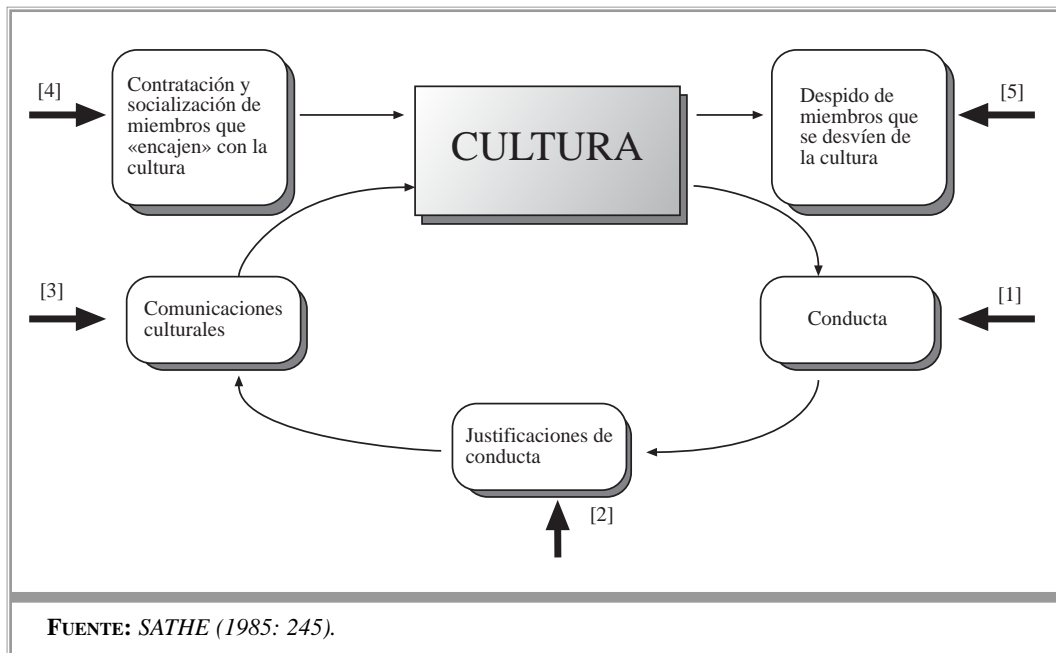 [4]
Contratación y
socialización de
miembros que
«encajen» con la
cultura
CULTURA
Despido de
miembros que
se desvíen de
la cultura
[5]
[3]
Comunicaciones
culturales
Conducta
[1]
Justificaciones de
conducta
[2]
FUENTE: SATHE (1985: 245).